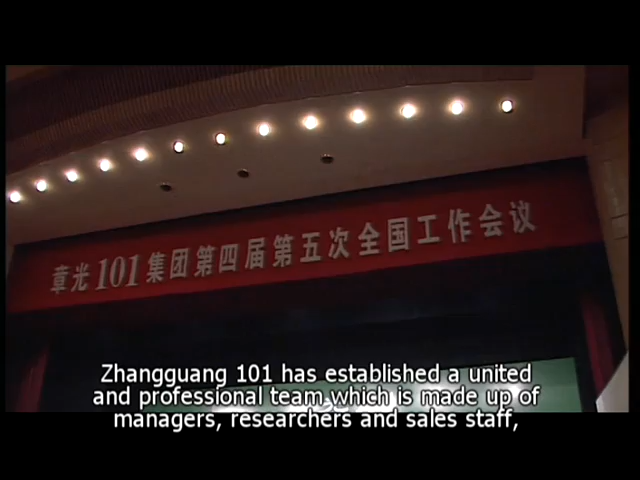 章光101集团第四届第五次全国工作会议
Zhangguang 101 has established a united
and professional team which is made up of
managers, researchers and sales staff,